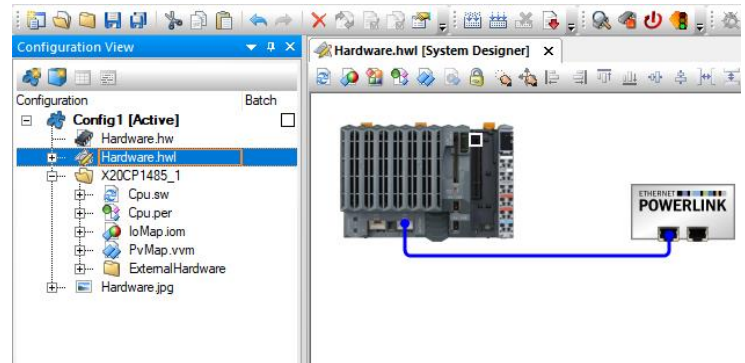 Configuration View
Hardware.hwl [System Designer]
Configuration
Batch
Config1 [Active]
Hardware.hw
Hardware.hwl
X20CP1485_1
Cpu.sw
Cpu.per
IoMap.iom
PvMap.vvm
ExternalHardware
Hardware.jpg
ETHERNET
POWERLINK